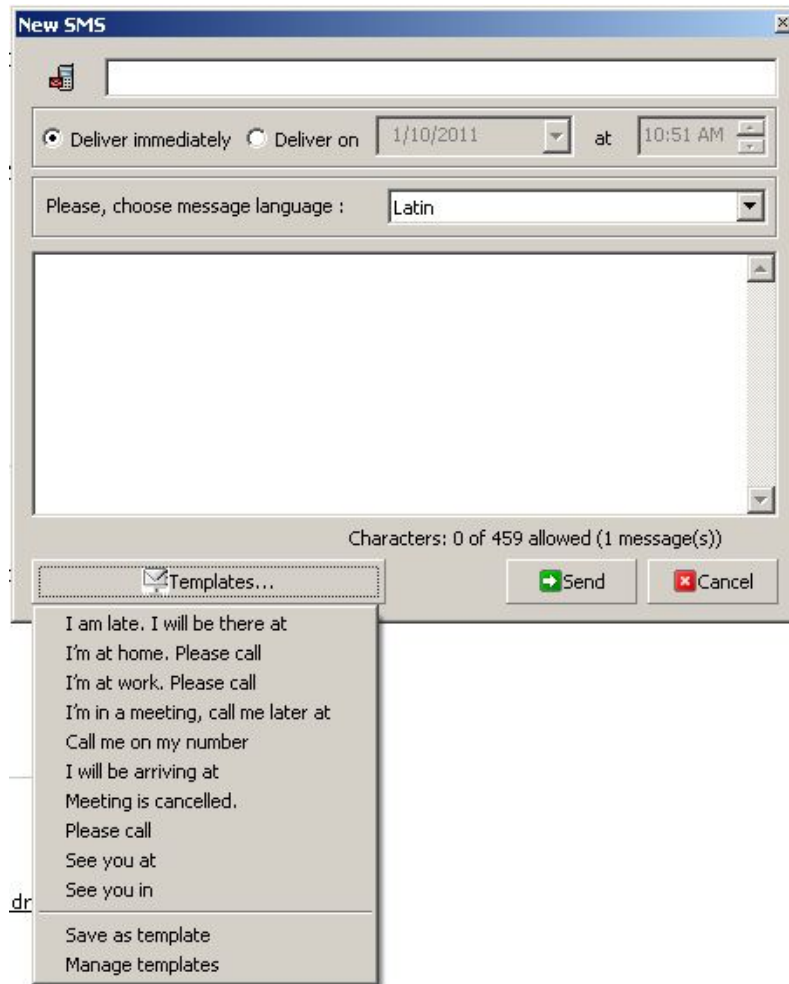 New SMS
Deliver immediately Deliver on 1/10/2011 at 10:51 AM
Please, choose message language : Latin
Characters: 0 of 459 allowed (1 message(s))
Templates... Send Cancel
I am late. I will be there at
I'm at home. Please call
I'm at work. Please call
I'm in a meeting, call me later at
Call me on my number
I will be arriving at
Meeting is cancelled.
Please call
See you at
See you in
dr
Save as template
Manage templates